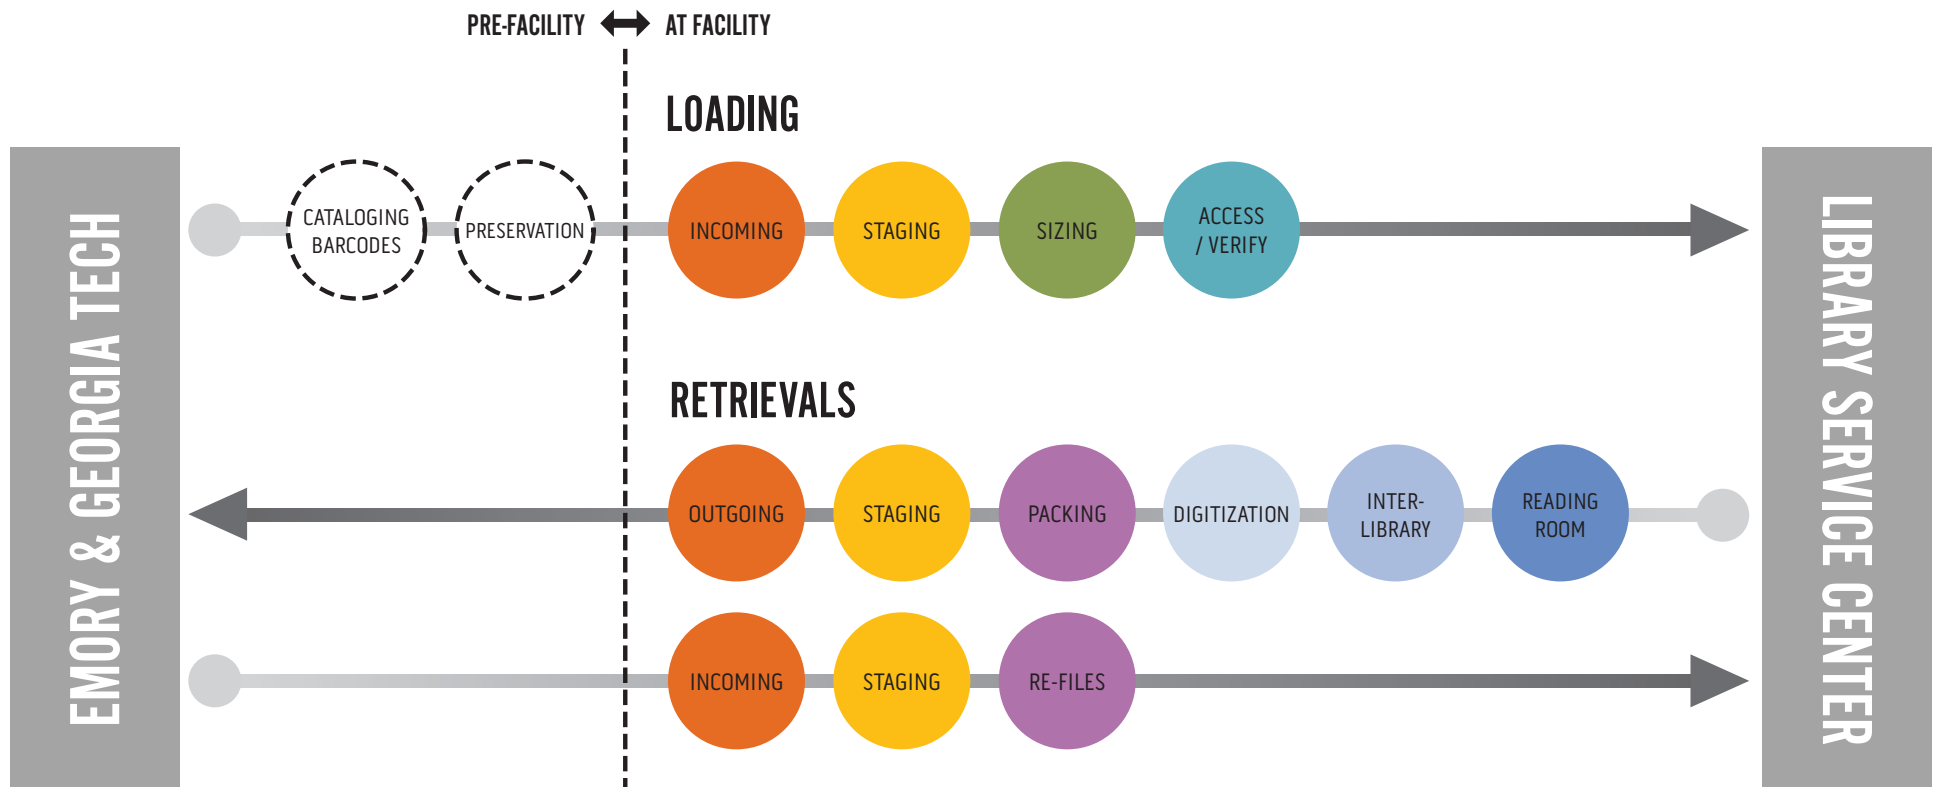 PRE-FACILITY
AT FACILITY
LOADING
EMORY & GEORGIA TECH
CATALOGING
BARCODES
PRESERVATION
INCOMING
STAGING
SIZING
ACCESS
/ VERIFY
LIBRARY SERVICE CENTER
RETRIEVALS
OUTGOING
STAGING
PACKING
DIGITIZATION
INTER-
LIBRARY
READING
ROOM
INCOMING
STAGING
RE-FILES